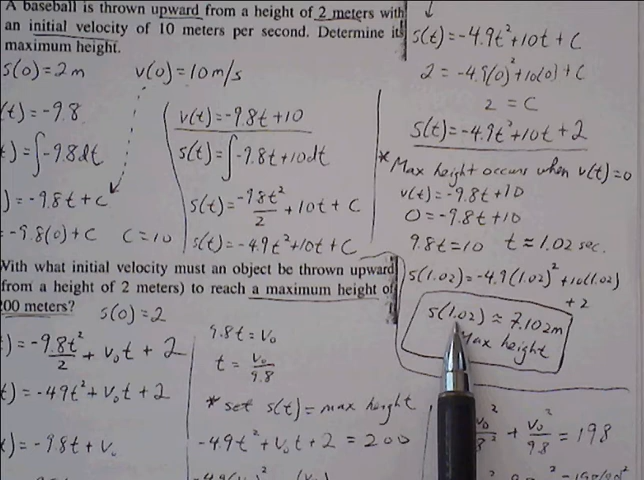 A baseball is thrown upward from a height of 2 meters with
an initial velocity of 10 meters per second. Determine its
maximum height.
s(0)=2m v(0)=10m/s
(t)=-9.8
t)=∫-9.8dt
)=-9.8t+C
=-9.8(0)+C C=10
v(t)=-9.8t+10
s(t)=∫-9.8t+10dt
s(t)=-9.8t²/2+10t+C
s(t)=-4.9t²+10t+C
s(t)=-4.9t²+10t+C
2=-4.9(0)²+10(0)+C
2=C
s(t)=-4.9t²+10t+2
*Max height occurs when v(t)=0
v(t)=-9.8t+10
0=-9.8t+10
9.8t=10 t≈1.02 sec.
s(1.02)=-4.9(1.02)²+10(1.02)
+2
s(1.02)≈7.102m
Max height
With what initial velocity must an object be thrown upward
from a height of 2 meters) to reach a maximum height of
200 meters? s(0)=2
t)=-9.8t²/2+v₀t+2
t)=-4.9t²+v₀t+2
t)=-9.8t+v₀
9.8t=v₀
t=v₀/9.8
*set s(t)=max height
-4.9t²+v₀t+2=200
+v₀²/9.8=198